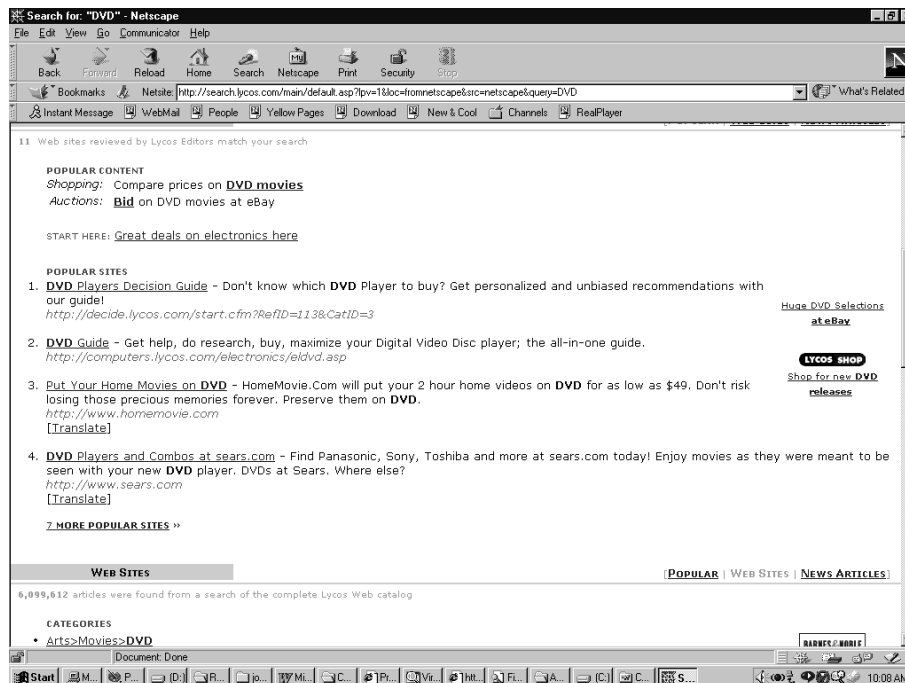 Search for: "DVD" - Netscape
File Edit View Go Communicator Help
Back Forward Reload Home Search Netscape Print Security Stop
Bookmarks Netsite: http://search.lycos.com/main/default.asp?lpv=1&loc=fromnetscape&src=netscape&query=DVD What's Related
Instant Message WebMail People Yellow Pages Download New & Cool Channels RealPlayer
11 Web sites reviewed by Lycos Editors match your search
POPULAR CONTENT
Shopping: Compare prices on DVD movies
Auctions: Bid on DVD movies at eBay
START HERE: Great deals on electronics here
POPULAR SITES
1. DVD Players Decision Guide - Don't know which DVD Player to buy? Get personalized and unbiased recommendations with
our guide!
http://decide.lycos.com/start.cfm?RefID=113&CatID=3
Huge DVD Selections
at eBay
2. DVD Guide - Get help, do research, buy, maximize your Digital Video Disc player; the all-in-one guide.
http://computers.lycos.com/electronics/eldvd.asp
LYCOS SHOP
Shop for new DVD
releases
3. Put Your Home Movies on DVD - HomeMovie.Com will put your 2 hour home videos on DVD for as low as $49. Don't risk
losing those precious memories forever. Preserve them on DVD.
http://www.homemovie.com
[Translate]
4. DVD Players and Combos at sears.com - Find Panasonic, Sony, Toshiba and more at sears.com today! Enjoy movies as they were meant to be
seen with your new DVD player. DVDs at Sears. Where else?
http://www.sears.com
[Translate]
7 MORE POPULAR SITES »
WEB SITES [POPULAR | WEB SITES | NEWS ARTICLES]
6,099,612 articles were found from a search of the complete Lycos Web catalog
CATEGORIES
• Arts>Movies>DVD
BARNES & NOBLE
Document: Done
Start M... P... (D:) R... jo... Mi... C... Pr... Vir... htt... Fi... A... (C:) C... S... 10:08 AM